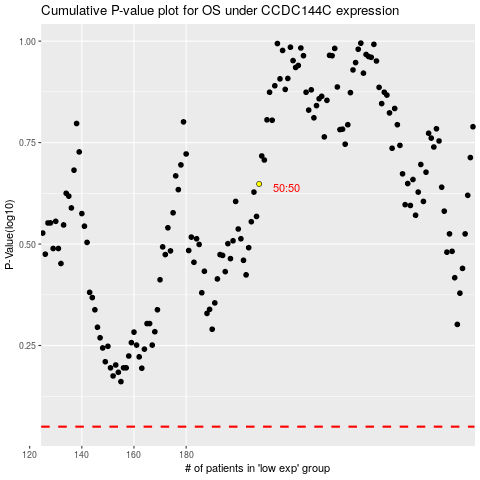 Cumulative P-value plot for OS under CCDC144C expression
P-Value(log10)
1.00
0.75
0.50
0.25
50:50
120 140 160 180
# of patients in 'low exp' group